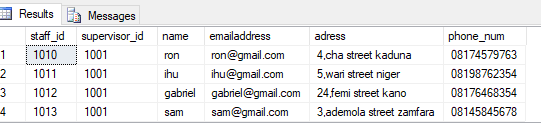 Results Messages
staff_id supervisor_id name emailaddress adress phone_num
1 1010 1001 ron ron@gmail.com 4,cha street kaduna 08174579763
2 1011 1001 ihu ihu@gmail.com 5,wari street niger 08198762354
3 1012 1001 gabriel gabriel@gmail.com 24,femi street kano 08176468354
4 1013 1001 sam sam@gmail.com 3,ademola street zamfara 08145845678